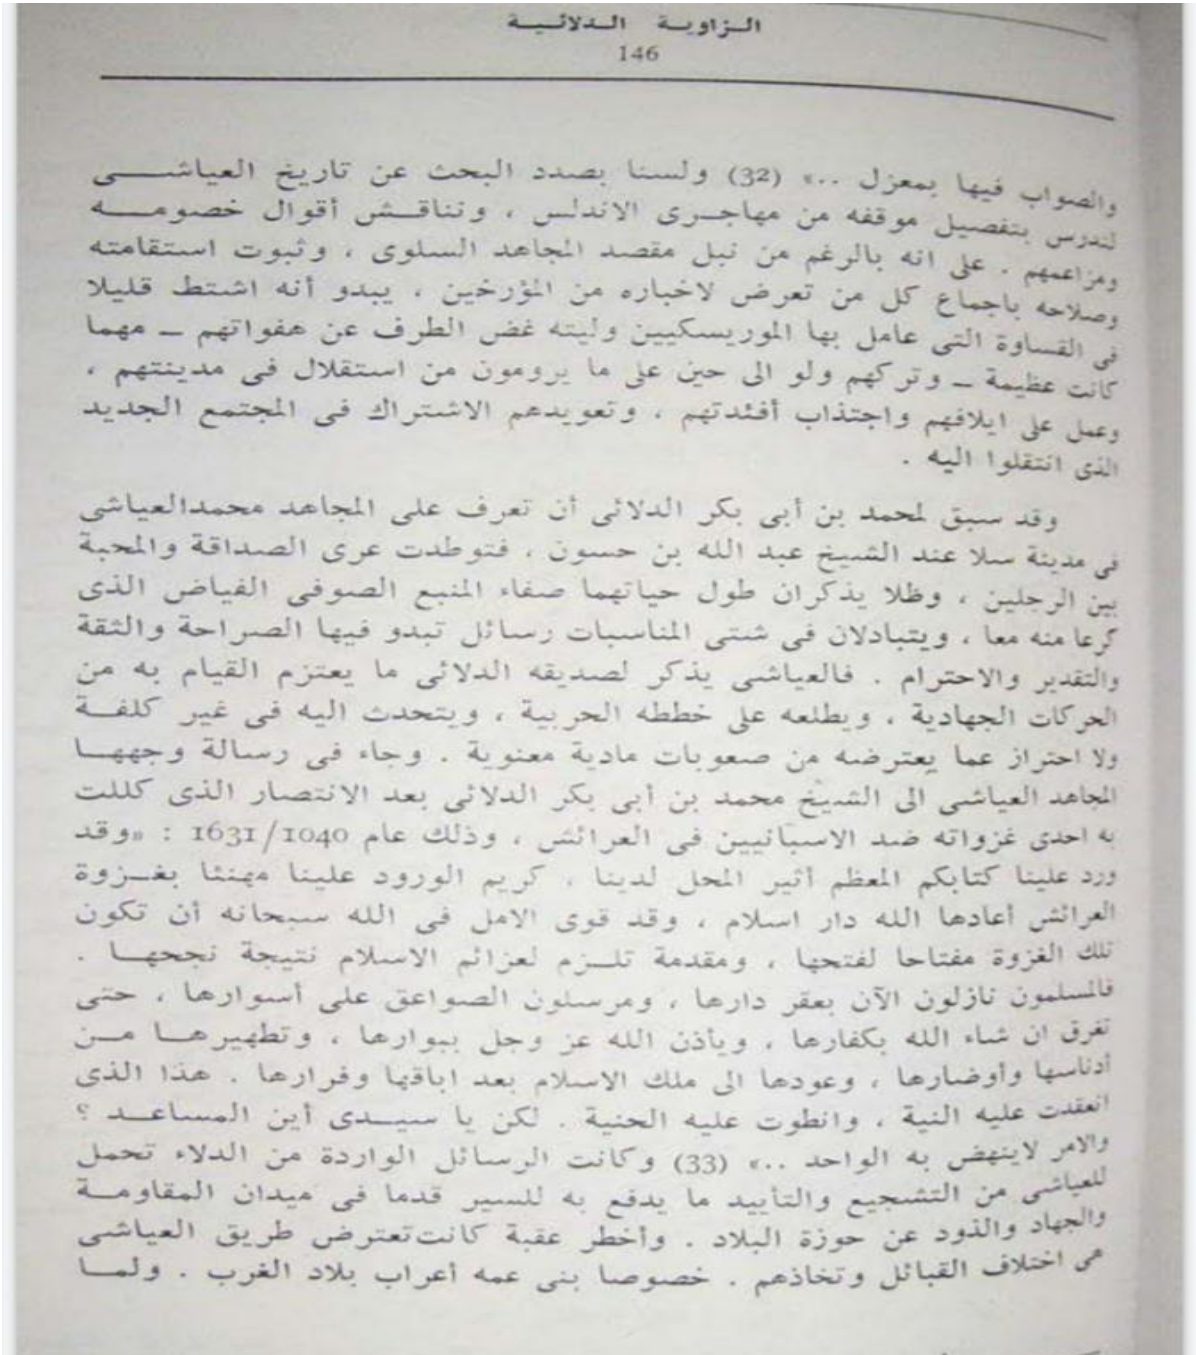 الزاوية الدلائية
146
والصواب فيها بمعزل ..» (32) ولسنا بصدد البحث عن تاريخ العياشي
لندرس بتفصيل موقفه من مهاجرى الاندلس ، ونناقش أقوال خصومه
ومزاعمهم . على انه بالرغم من نبل مقصد المجاهد السلوى ، وثبوت استقامته
وصلاحه باجماع كل من تعرض لاخباره من المؤرخين ، يبدو أنه اشتط قليلا
فى القساوة التى عامل بها الموريسكيين وليته غض الطرف عن هفواتهم – مهما
كانت عظيمة – وتركهم ولو الى حين على ما يرومون من استقلال فى مدينتهم ،
وعمل على ايلافهم واجتذاب أفئدتهم ، وتعويدهم الاشتراك فى المجتمع الجديد
الذى انتقلوا اليه .
وقد سبق لمحمد بن أبى بكر الدلائى أن تعرف على المجاهد محمدالعياشى
فى مدينة سلا عند الشيخ عبد الله بن حسون ، فتوطدت عرى الصداقة والمحبة
بين الرجلين ، وظلا يذكران طول حياتهما صفاء المنبع الصوفى الفياض الذى
كرعا منه معا ، ويتبادلان فى شتى المناسبات رسائل تبدو فيها الصراحة والثقة
والتقدير والاحترام . فالعياشى يذكر لصديقه الدلائى ما يعتزم القيام به من
الحركات الجهادية ، ويطلعه على خططه الحربية ، ويتحدث اليه فى غير كلفة
ولا احتراز عما يعترضه من صعوبات مادية معنوية . وجاء فى رسالة وجهها
المجاهد العياشى الى الشيخ محمد بن أبى بكر الدلائى بعد الانتصار الذى كللت
به احدى غزواته ضد الاسبانيين فى العرائش ، وذلك عام 1631/1040 : «وقد
ورد علينا كتابكم المعظم أثير المحل لدينا ، كريم الورود علينا مهنئا بغزوة
العرائش أعادها الله دار اسلام ، وقد قوى الامل فى الله سبحانه أن تكون
تلك الغزوة مفتاحا لفتحها ، ومقدمة تلزم لعزائم الاسلام نتيجة نجحها .
فالمسلمون نازلون الآن بعقر دارها ، ومرسلون الصواعق على أسوارها ، حتى
تفرق ان شاء الله بكفارها ، ويأذن الله عز وجل ببوارها ، وتطهيرها من
أدناسها وأوضارها ، وعودها الى ملك الاسلام بعد اباقها وفرارها . هذا الذى
انعقدت عليه النية ، وانطوت عليه الحنية . لكن يا سيدى أين المساعد ؟
والامر لاينهض به الواحد ..» (33) وكانت الرسائل الواردة من الدلاء تحمل
للعياشى من التشجيع والتأييد ما يدفع به للسير قدما فى ميدان المقاومة
والجهاد والذود عن حوزة البلاد . وأخطر عقبة كانت تعترض طريق العياشى
هى اختلاف القبائل وتخاذهم . خصوصا بنى عمه أعراب بلاد الغرب . ولما